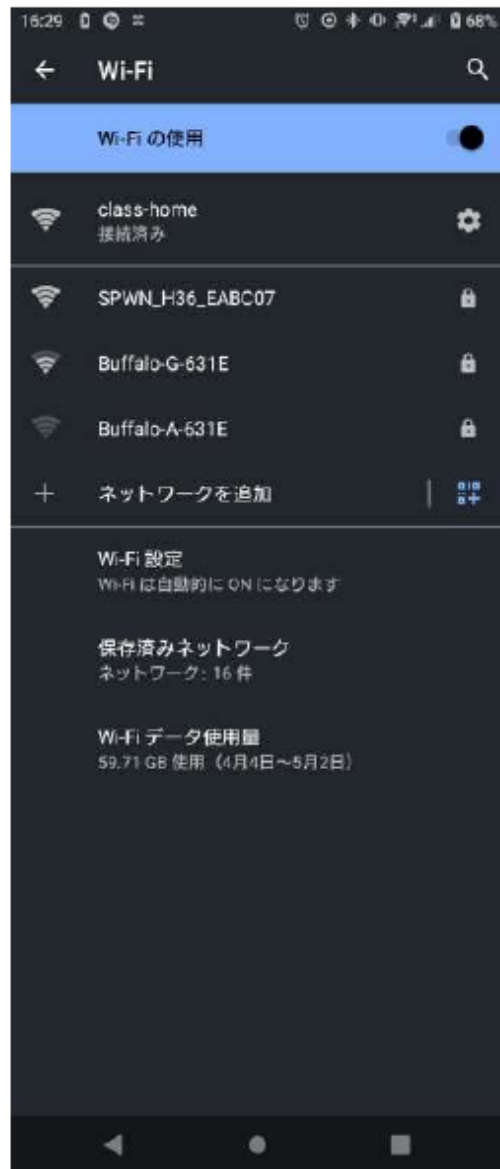 16:29
68%
Wi-Fi
Wi-Fi の使用
class-home
接続済み
SPWN_H36_EABC07
Buffalo-G-631E
Buffalo-A-631E
ネットワークを追加
Wi-Fi 設定
Wi-Fi は自動的に ON になります
保存済みネットワーク
ネットワーク: 16 件
Wi-Fi データ使用量
59.71 GB 使用（4月4日～5月2日）